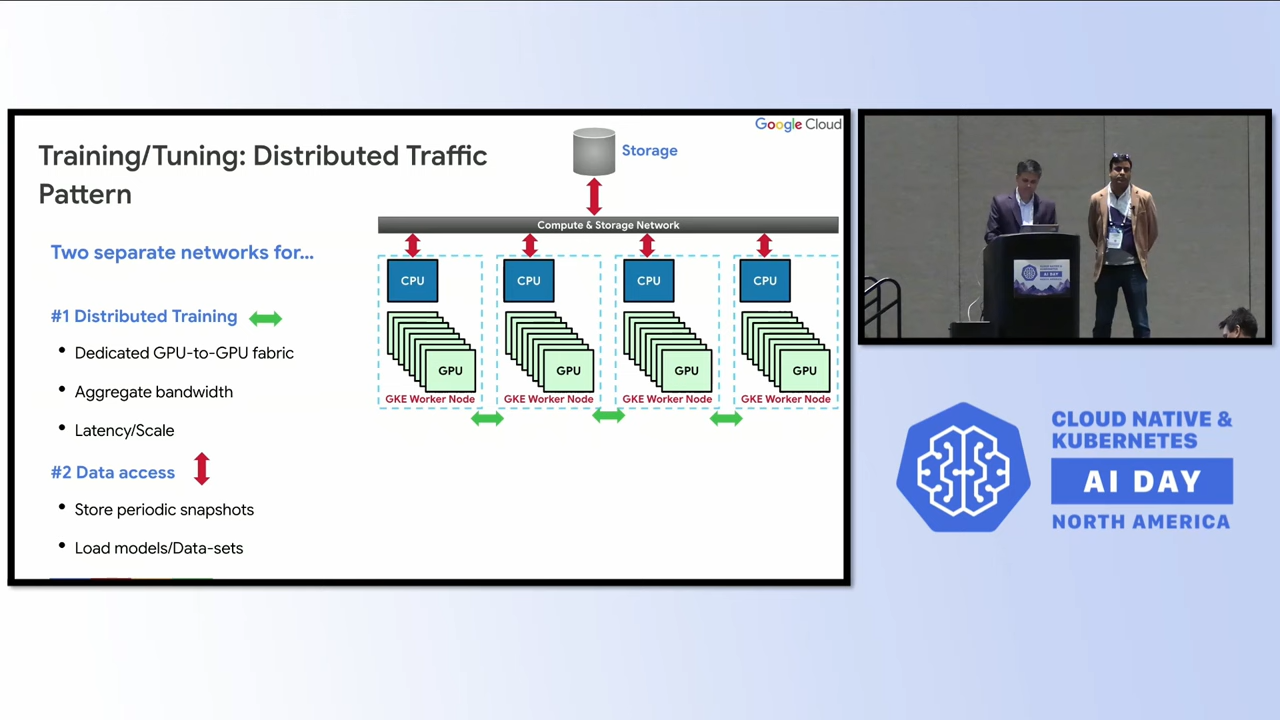 Google Cloud
Training/Tuning: Distributed Traffic
Pattern
Storage
Compute & Storage Network
Two separate networks for...
#1 Distributed Training
• Dedicated GPU-to-GPU fabric
• Aggregate bandwidth
• Latency/Scale
#2 Data access
• Store periodic snapshots
• Load models/Data-sets
CPU
CPU
CPU
CPU
GPU
GPU
GPU
GPU
GKE Worker Node
GKE Worker Node
GKE Worker Node
GKE Worker Node
AI DAY
CLOUD NATIVE &
KUBERNETES
AI DAY
NORTH AMERICA